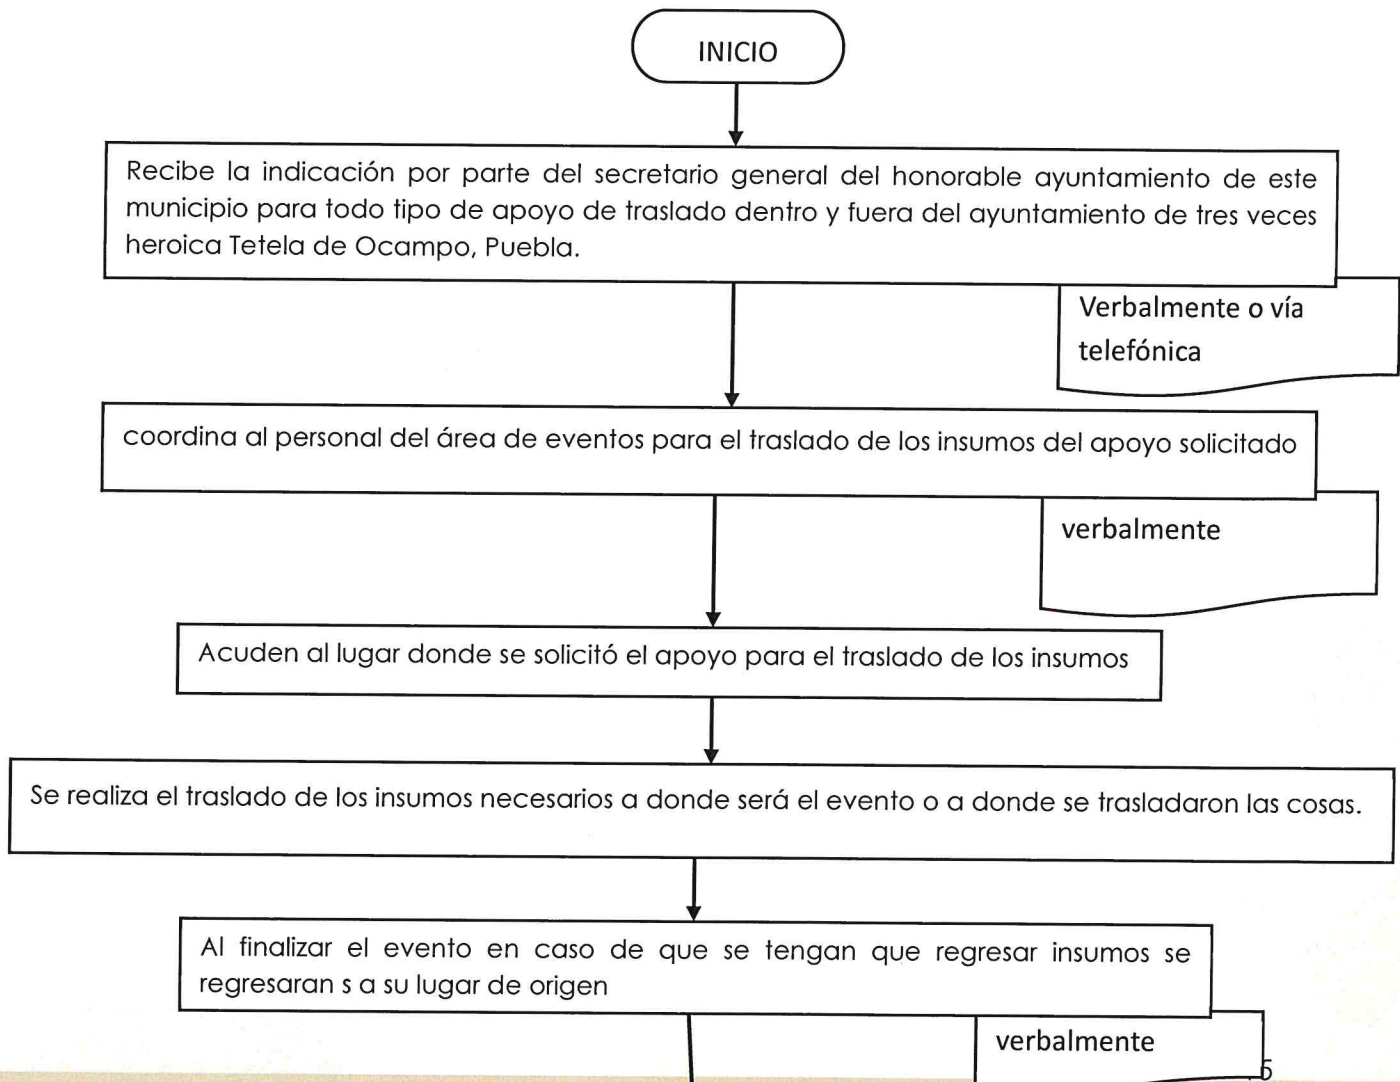 INICIO
Recibe la indicación por parte del secretario general del honorable ayuntamiento de este
municipio para todo tipo de apoyo de traslado dentro y fuera del ayuntamiento de tres veces
heroica Tetela de Ocampo, Puebla.
Verbalmente o vía
telefónica
coordina al personal del área de eventos para el traslado de los insumos del apoyo solicitado
verbalmente
Acuden al lugar donde se solicitó el apoyo para el traslado de los insumos
Se realiza el traslado de los insumos necesarios a donde será el evento o a donde se trasladaron las cosas.
Al finalizar el evento en caso de que se tengan que regresar insumos se
regresaran s a su lugar de origen
verbalmente
5